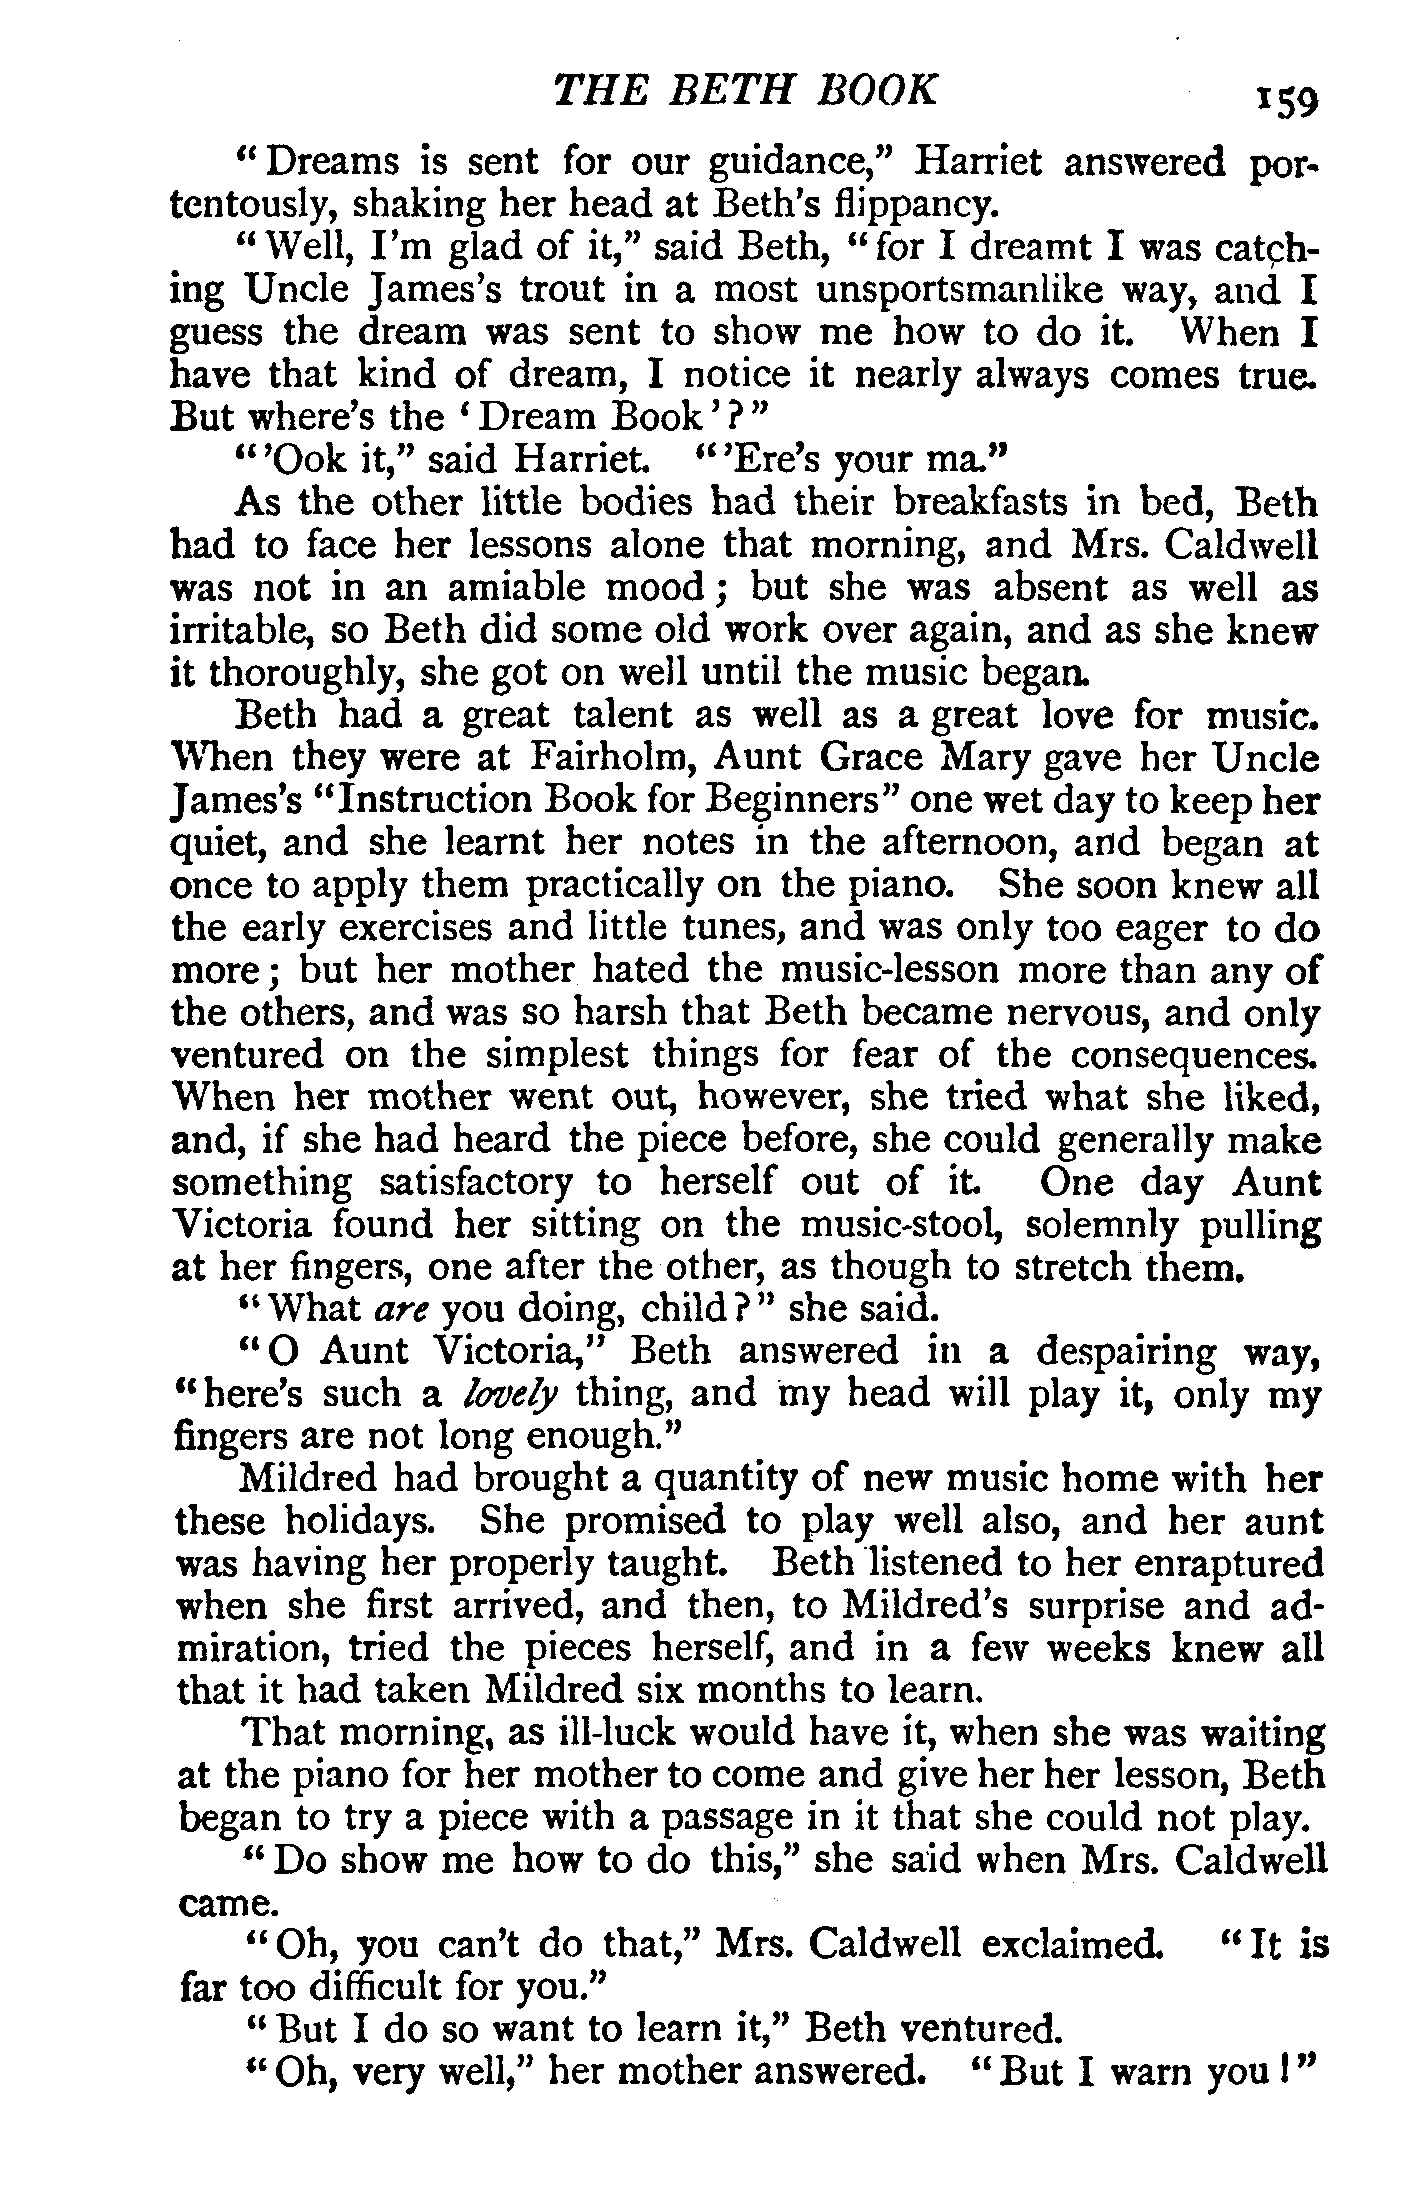 THE BETH BOOK 159
“Dreams is sent for our guidance,” Harriet answered por-
tentously, shaking her head at Beth's flippancy.
“Well, I'm glad of it,” said Beth, “for I dreamt I was catch-
ing Uncle James's trout in a most unsportsmanlike way, and I
guess the dream was sent to show me how to do it. When I
have that kind of dream, I notice it nearly always comes true.
But where's the ‘Dream Book’?”
“'Ook it,” said Harriet. “'Ere's your ma.”
As the other little bodies had their breakfasts in bed, Beth
had to face her lessons alone that morning, and Mrs. Caldwell
was not in an amiable mood; but she was absent as well as
irritable, so Beth did some old work over again, and as she knew
it thoroughly, she got on well until the music began.
Beth had a great talent as well as a great love for music.
When they were at Fairholm, Aunt Grace Mary gave her Uncle
James's “Instruction Book for Beginners” one wet day to keep her
quiet, and she learnt her notes in the afternoon, and began at
once to apply them practically on the piano. She soon knew all
the early exercises and little tunes, and was only too eager to do
more; but her mother hated the music-lesson more than any of
the others, and was so harsh that Beth became nervous, and only
ventured on the simplest things for fear of the consequences.
When her mother went out, however, she tried what she liked,
and, if she had heard the piece before, she could generally make
something satisfactory to herself out of it. One day Aunt
Victoria found her sitting on the music-stool, solemnly pulling
at her fingers, one after the other, as though to stretch them.
“What are you doing, child?” she said.
“O Aunt Victoria,” Beth answered in a despairing way,
“here's such a lovely thing, and my head will play it, only my
fingers are not long enough.”
Mildred had brought a quantity of new music home with her
these holidays. She promised to play well also, and her aunt
was having her properly taught. Beth listened to her enraptured
when she first arrived, and then, to Mildred's surprise and ad-
miration, tried the pieces herself, and in a few weeks knew all
that it had taken Mildred six months to learn.
That morning, as ill-luck would have it, when she was waiting
at the piano for her mother to come and give her her lesson, Beth
began to try a piece with a passage in it that she could not play.
“Do show me how to do this,” she said when Mrs. Caldwell
came.
“Oh, you can't do that,” Mrs. Caldwell exclaimed. “It is
far too difficult for you.”
“But I do so want to learn it,” Beth ventured.
“Oh, very well,” her mother answered. “But I warn you!”